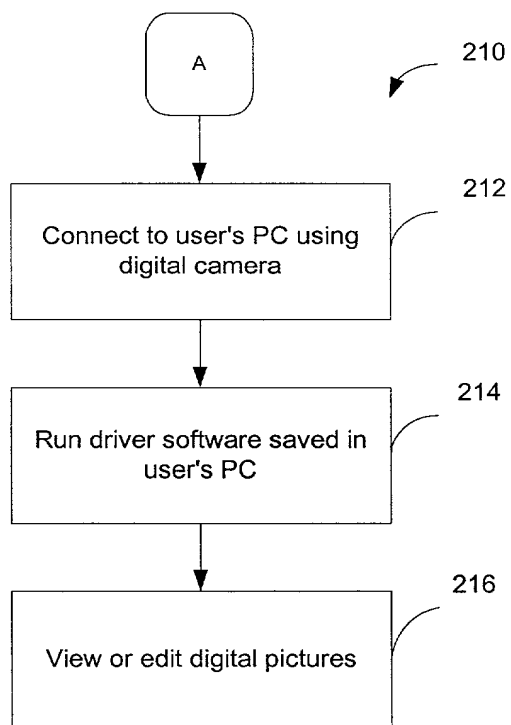 A
210
212
Connect to user's PC using
digital camera
214
Run driver software saved in
user's PC
216
View or edit digital pictures